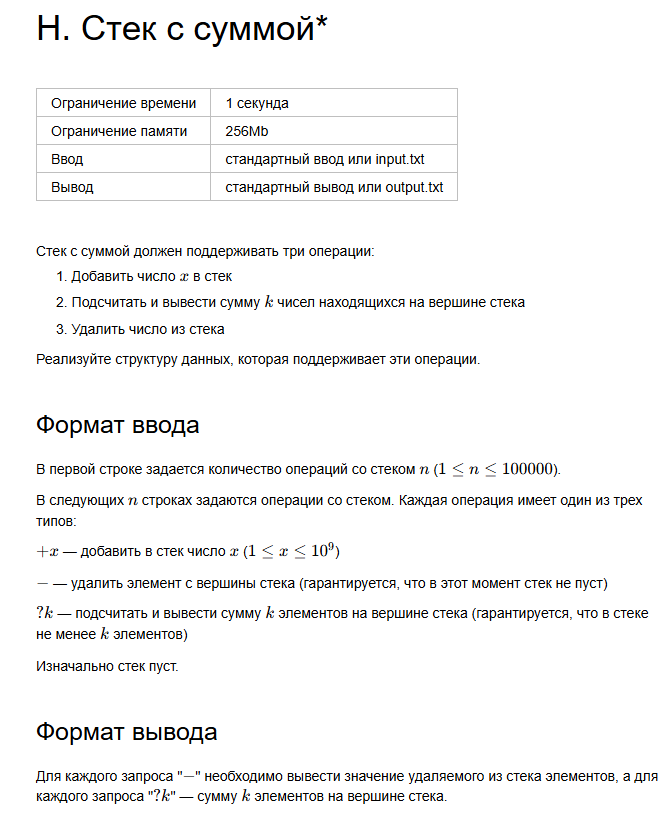 H. Стек с суммой*
Ограничение времени 1 секунда
Ограничение памяти 256Mb
Ввод стандартный ввод или input.txt
Вывод стандартный вывод или output.txt
Стек с суммой должен поддерживать три операции:
1. Добавить число x в стек
2. Подсчитать и вывести сумму k чисел находящихся на вершине стека
3. Удалить число из стека
Реализуйте структуру данных, которая поддерживает эти операции.
Формат ввода
В первой строке задается количество операций со стеком n (1 ≤ n ≤ 100000).
В следующих n строках задаются операции со стеком. Каждая операция имеет один из трех
типов:
+x — добавить в стек число x (1 ≤ x ≤ 10⁹)
− — удалить элемент с вершины стека (гарантируется, что в этот момент стек не пуст)
?k — подсчитать и вывести сумму k элементов на вершине стека (гарантируется, что в стеке
не менее k элементов)
Изначально стек пуст.
Формат вывода
Для каждого запроса "−" необходимо вывести значение удаляемого из стека элементов, а для
каждого запроса "?k" — сумму k элементов на вершине стека.